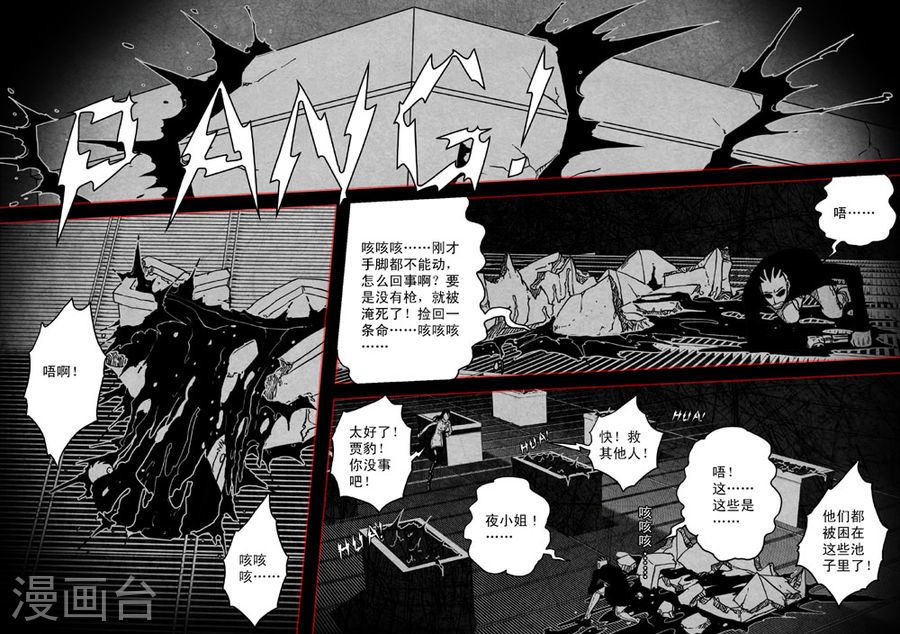 PANG!
唔啊！
咳咳
咳……
唔……
咳咳咳……刚才
手脚都不能动，
怎么回事啊？要
是没有枪，就被
淹死了！捡回一
条命……咳咳咳
……
太好了！
贾豹！
你没事
吧！
HUA!
HUA!
HUA!
快！救
其他人！
夜小姐！
……
咳
咳
咳
唔！
这……
这些是
……
他们都
被困在
这些池
子里了！
漫画台